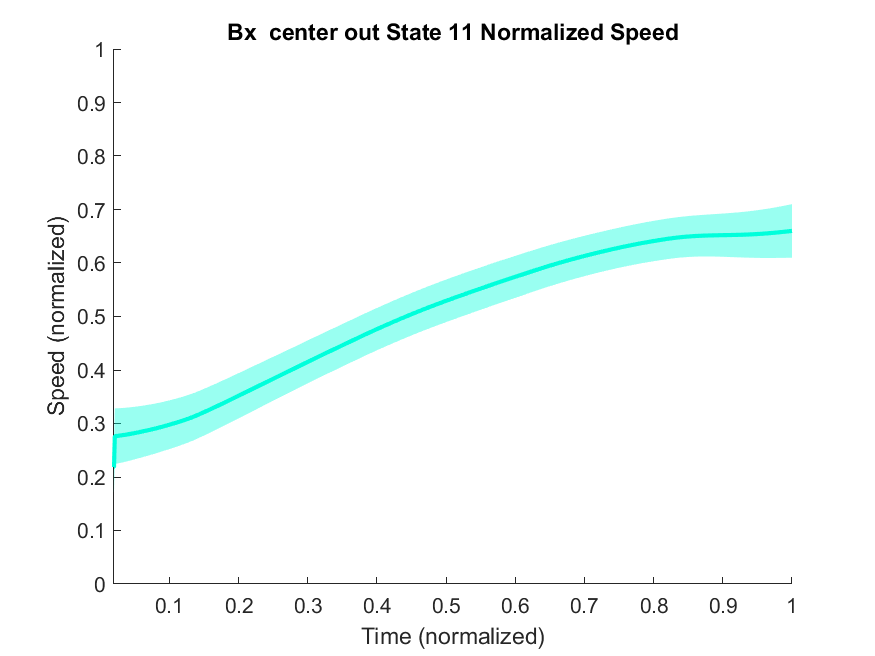 Bx  center out State 11 Normalized Speed
1
0.9
0.8
0.7
0.6
0.5
0.4
0.3
0.2
0.1
0
Speed (normalized)
0.1 0.2 0.3 0.4 0.5 0.6 0.7 0.8 0.9 1
Time (normalized)